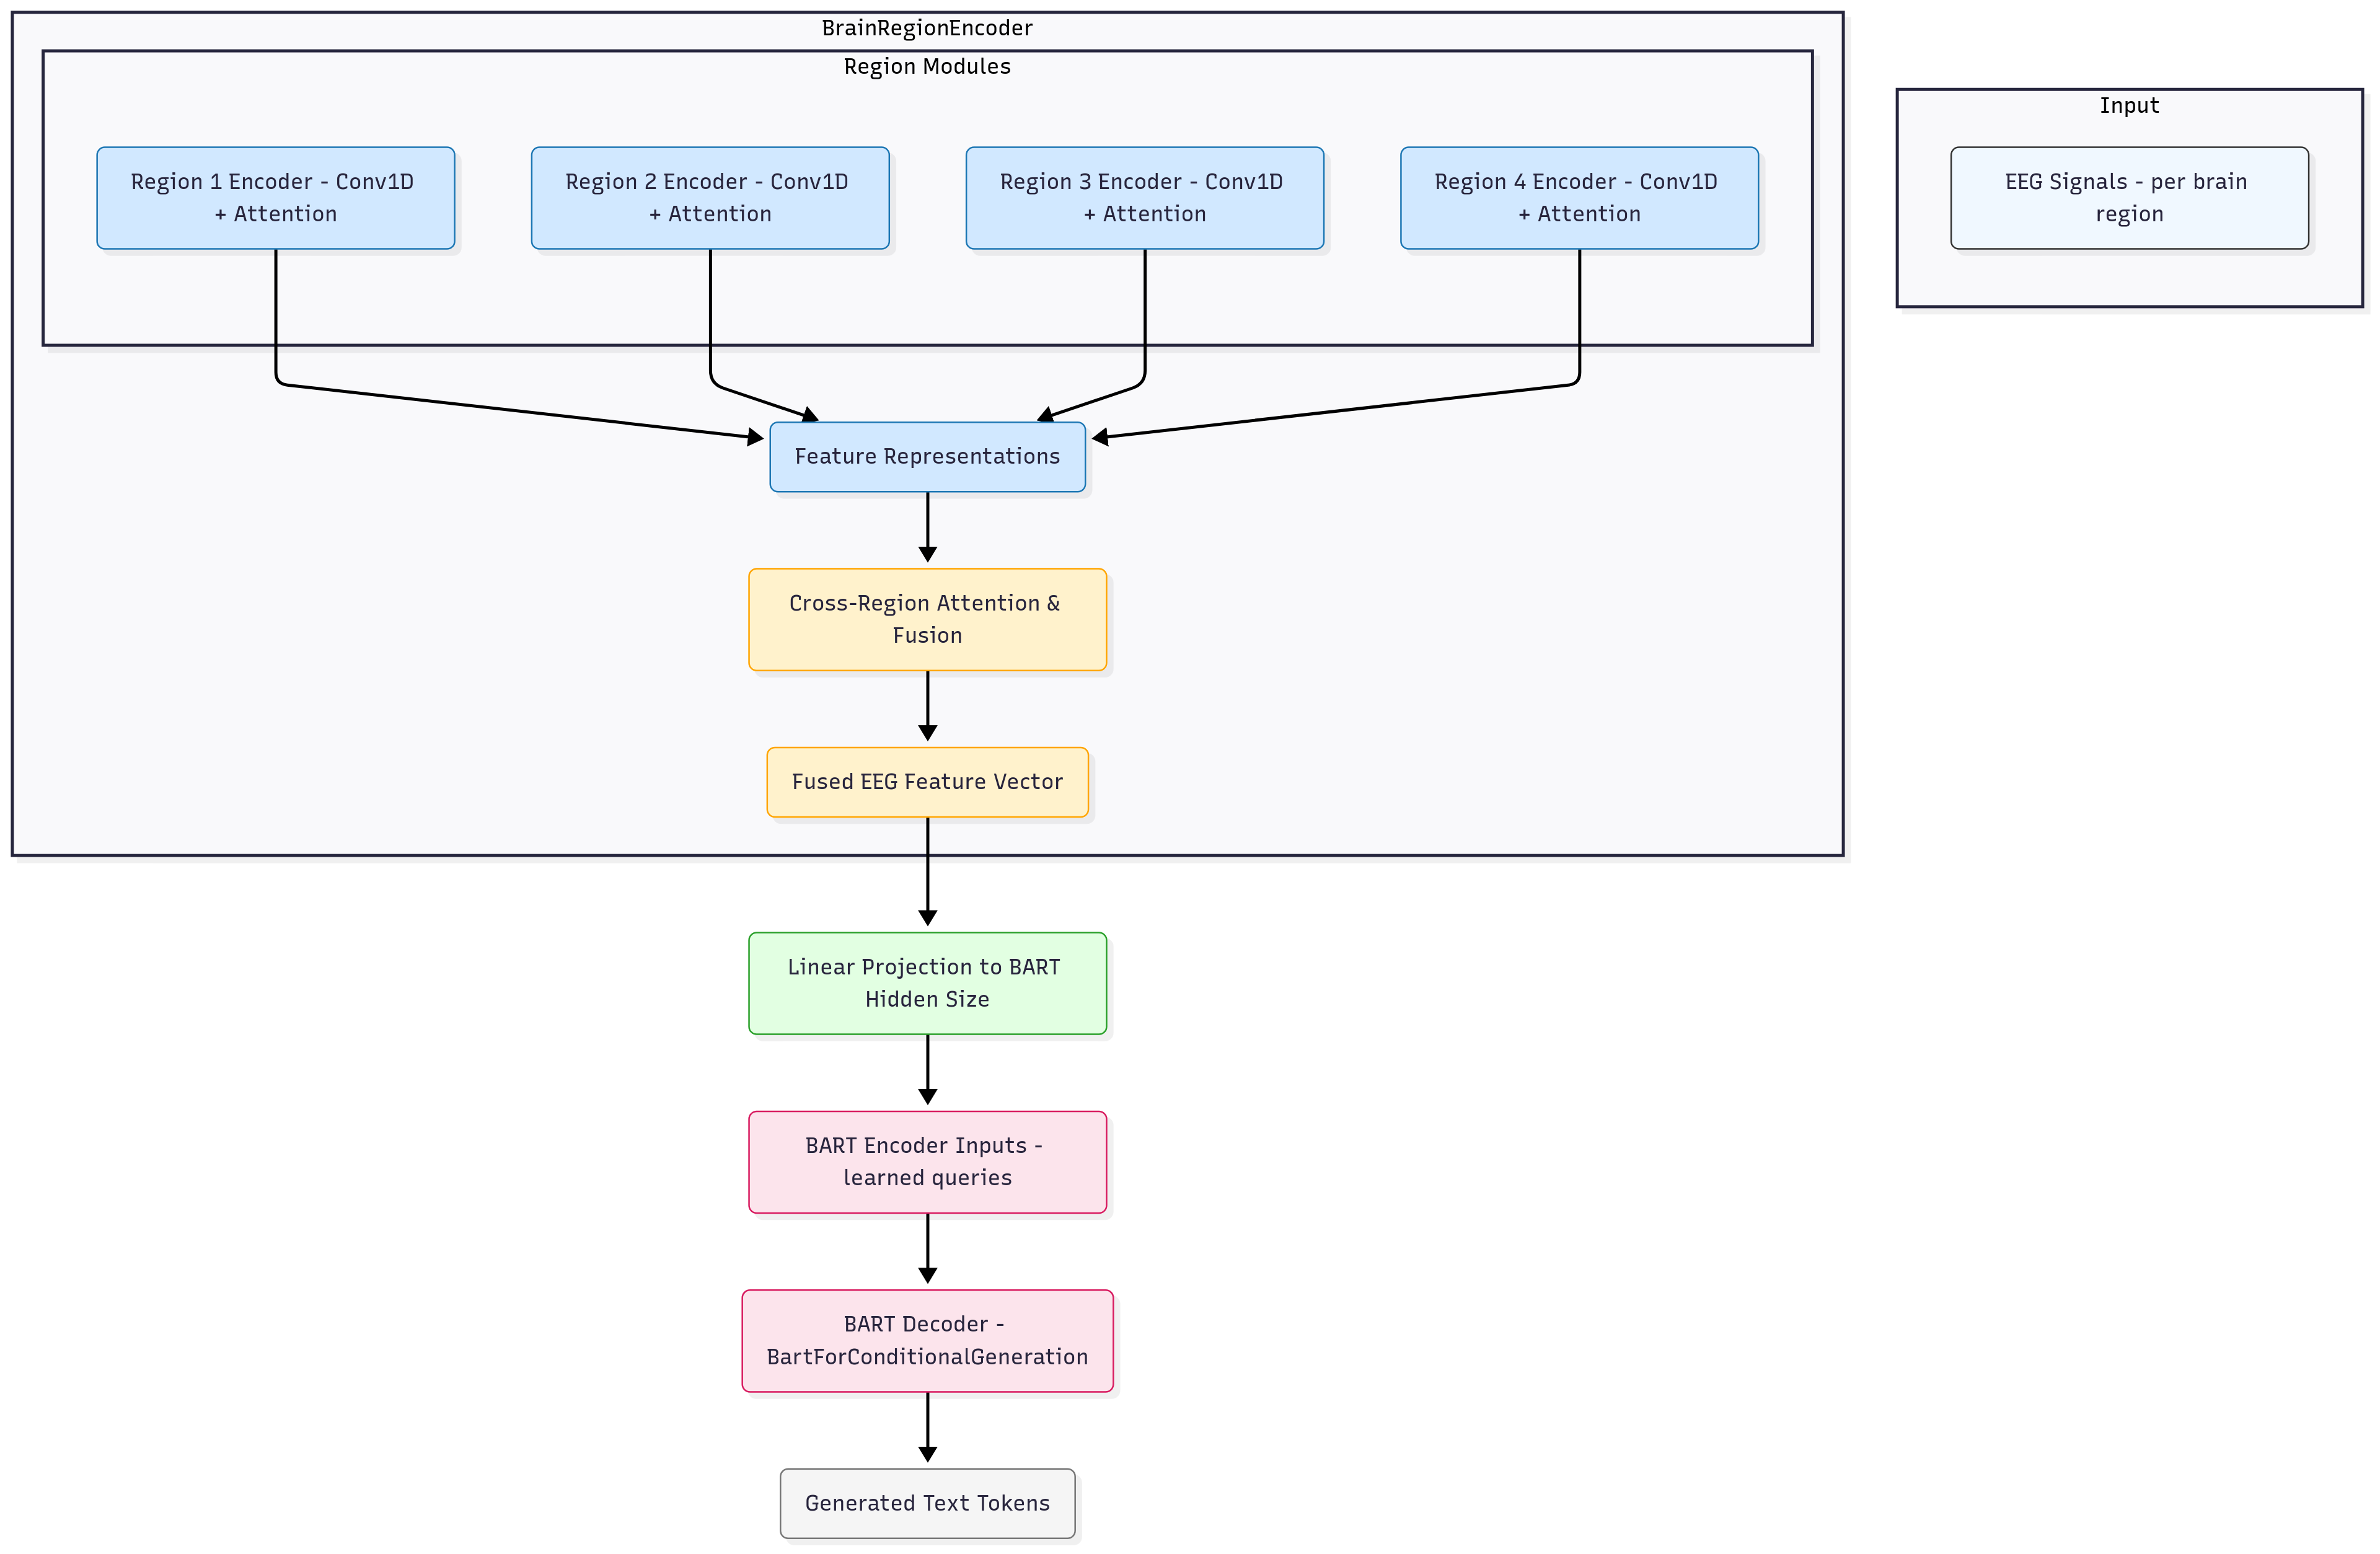 BrainRegionEncoder
Region Modules
Input
Region 1 Encoder - Conv1D
+ Attention
Region 2 Encoder - Conv1D
+ Attention
Region 3 Encoder - Conv1D
+ Attention
Region 4 Encoder - Conv1D
+ Attention
EEG Signals - per brain
region
Feature Representations
Cross-Region Attention &
Fusion
Fused EEG Feature Vector
Linear Projection to BART
Hidden Size
BART Encoder Inputs -
learned queries
BART Decoder -
BartForConditionalGeneration
Generated Text Tokens